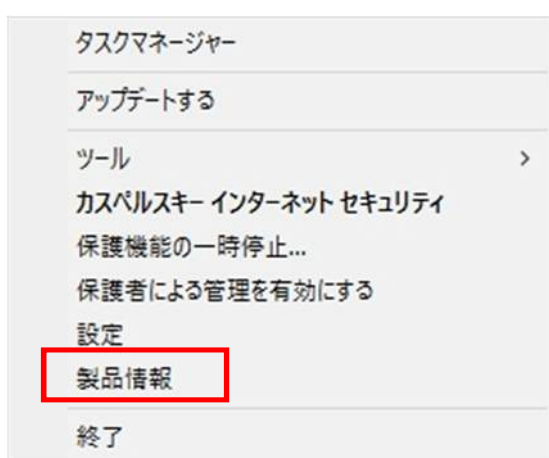 タスクマネージャー
アップデートする
ツール >
カスペルスキー インターネット セキュリティ
保護機能の一時停止...
保護者による管理を有効にする
設定
製品情報
終了